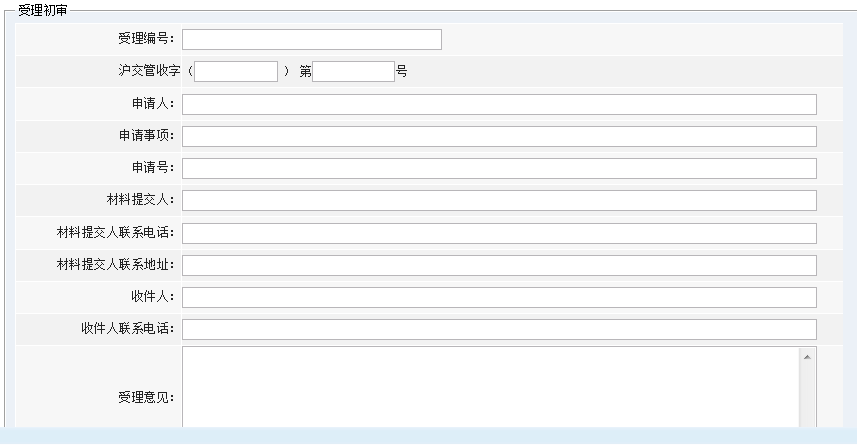 受理初审
受理编号：
沪交管收字（ ） 第 号
申请人：
申请事项：
申请号：
材料提交人：
材料提交人联系电话：
材料提交人联系地址：
收件人：
收件人联系电话：
受理意见：